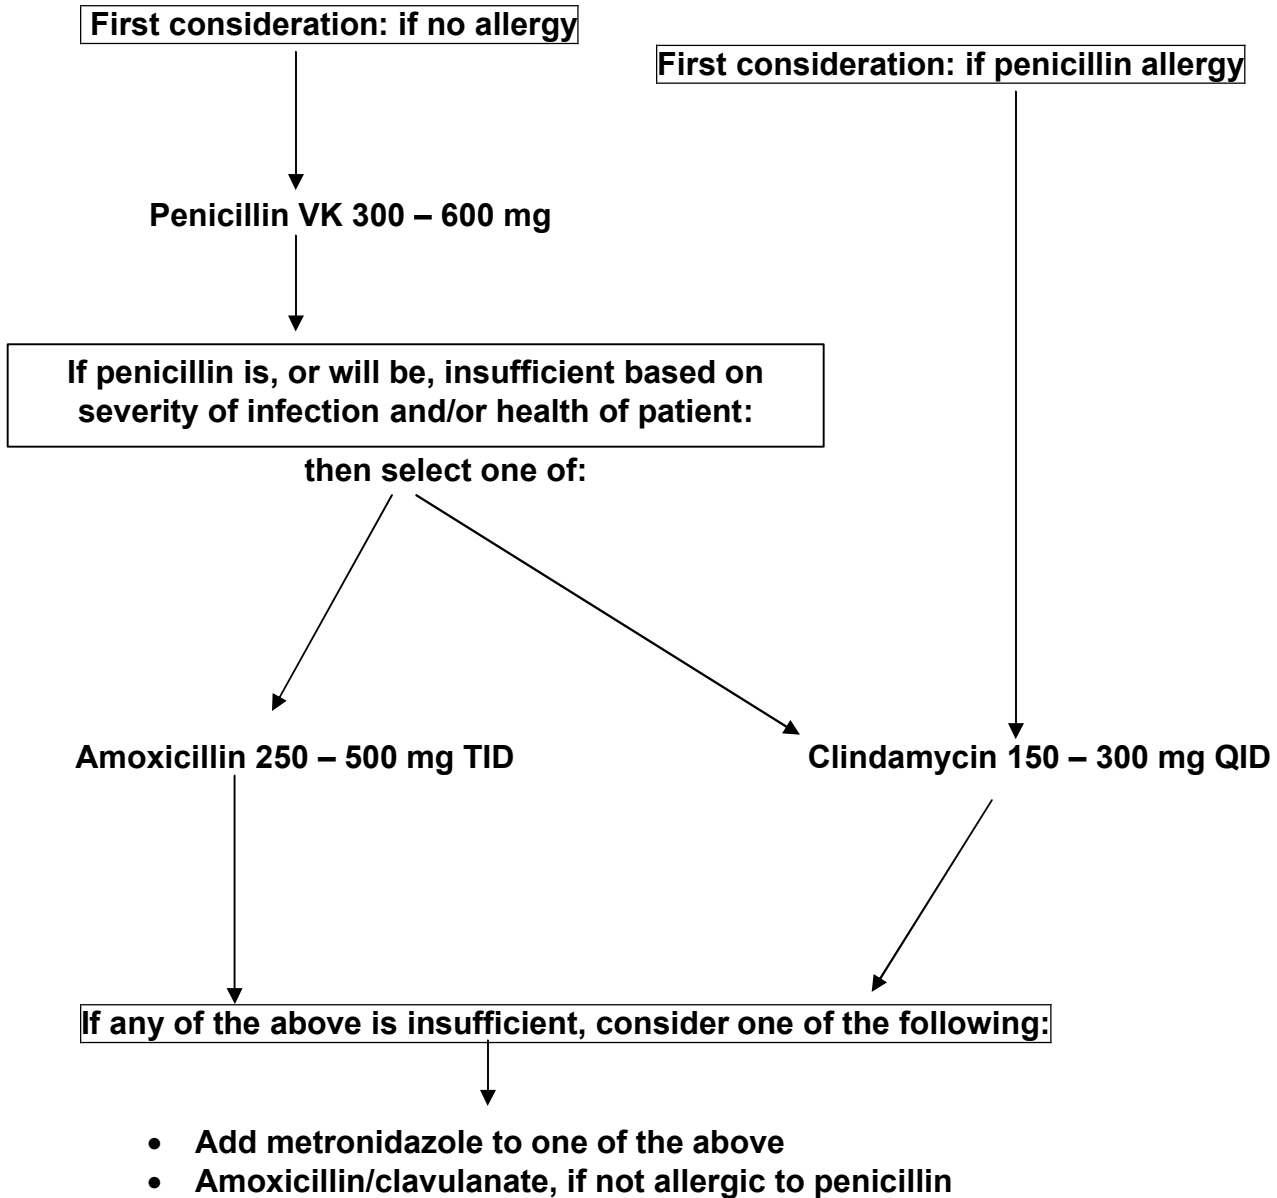 First consideration: if no allergy
First consideration: if penicillin allergy
Penicillin VK 300 – 600 mg
If penicillin is, or will be, insufficient based on
severity of infection and/or health of patient:
then select one of:
Amoxicillin 250 – 500 mg TID
Clindamycin 150 – 300 mg QID
If any of the above is insufficient, consider one of the following:
• Add metronidazole to one of the above
• Amoxicillin/clavulanate, if not allergic to penicillin